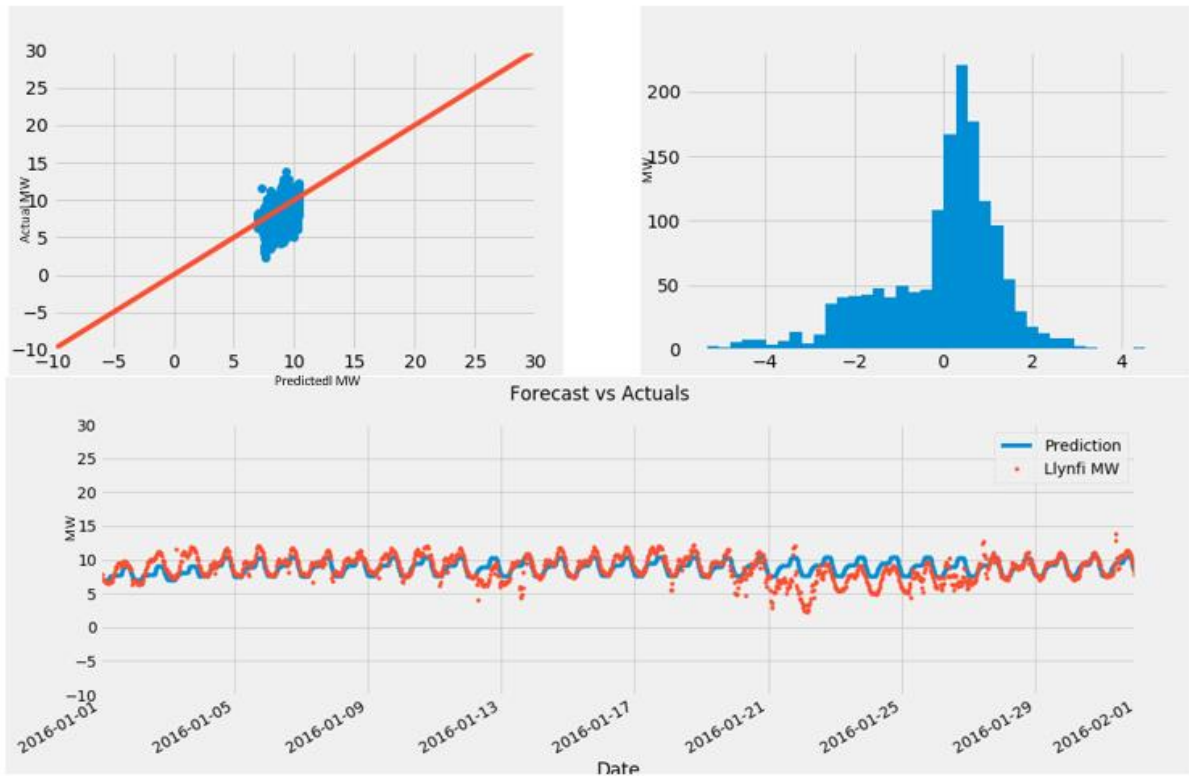 30
25
20
15
10
5
0
−5
−10
Actual MW
−10 −5 0 5 10 15 20 25 30
Predictedl MW
200
150
100
50
0
MW
−4 −2 0 2 4
Forecast vs Actuals
30
25
20
15
10
5
0
−5
−10
MW
Prediction
Llynfi MW
2016-01-01 2016-01-05 2016-01-09 2016-01-13 2016-01-17 2016-01-21 2016-01-25 2016-01-29 2016-02-01
Date